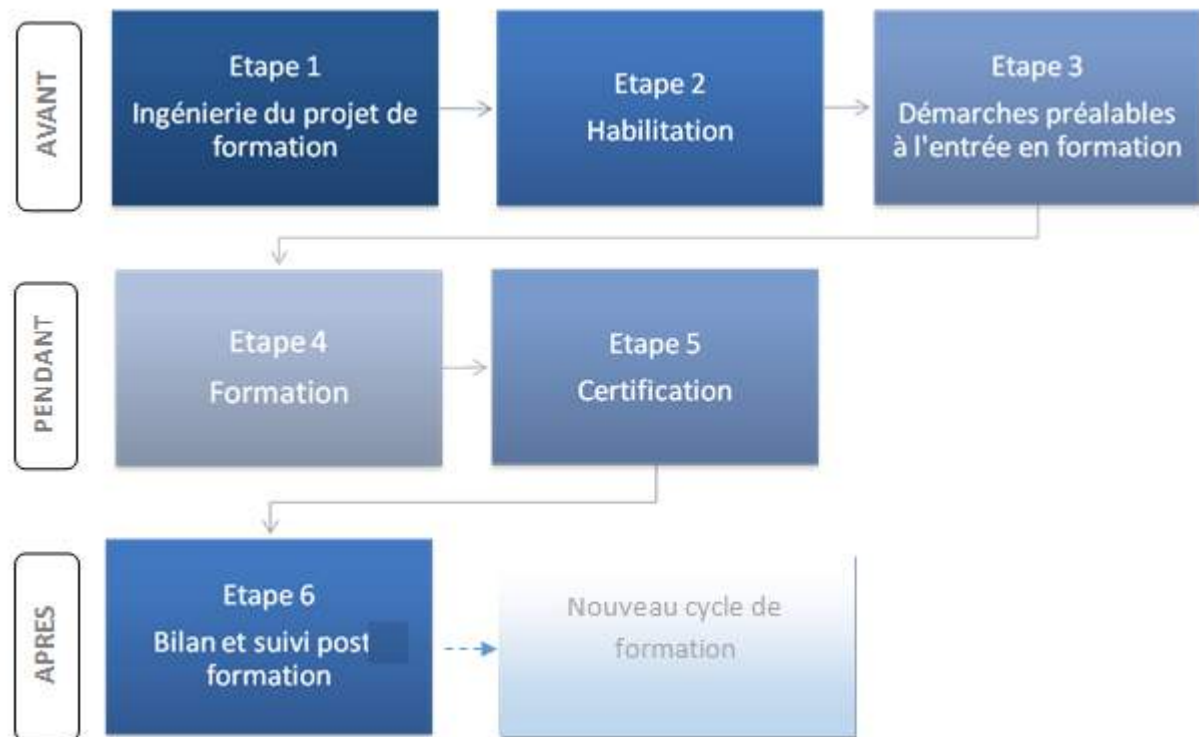 AVANT
Etape 1
Ingénierie du projet de
formation
Etape 2
Habilitation
Etape 3
Démarches préalables
à l'entrée en formation
PENDANT
Etape 4
Formation
Etape 5
Certification
APRES
Etape 6
Bilan et suivi post
formation
Nouveau cycle de
formation